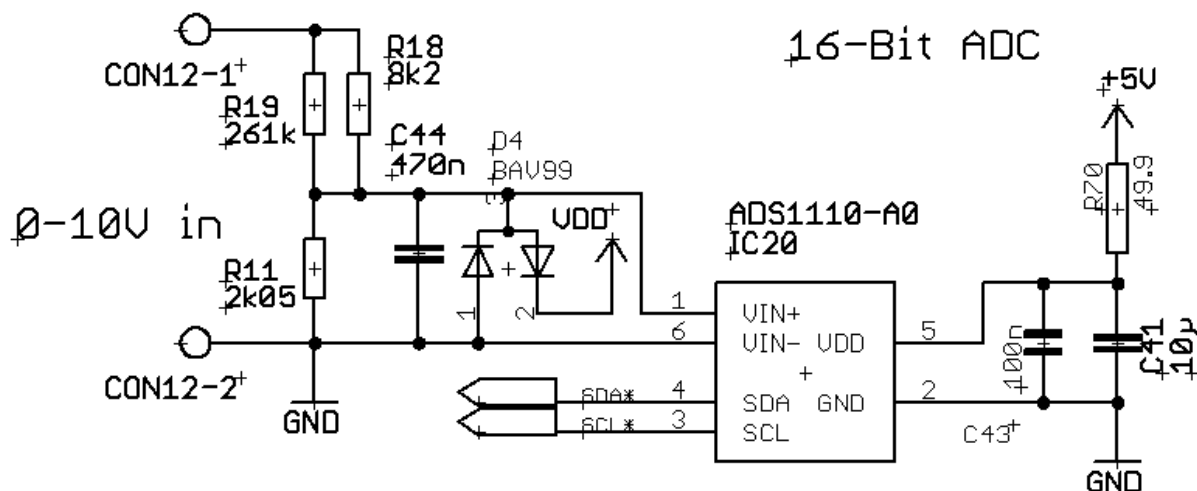 16-Bit ADC
R18
8k2
CON12-1
+5V
R19
261k
C44
470n
D4
BAV99
3
R70
49.9
0-10V in
VDD
ADS1110-A0
IC20
R11
2k05
1
2
1
VIN+
6
VIN-
VDD
5
100n
C41
10µ
CON12-2
SDA*
4
SDA
GND
2
GND
SCL*
3
SCL
C43
GND